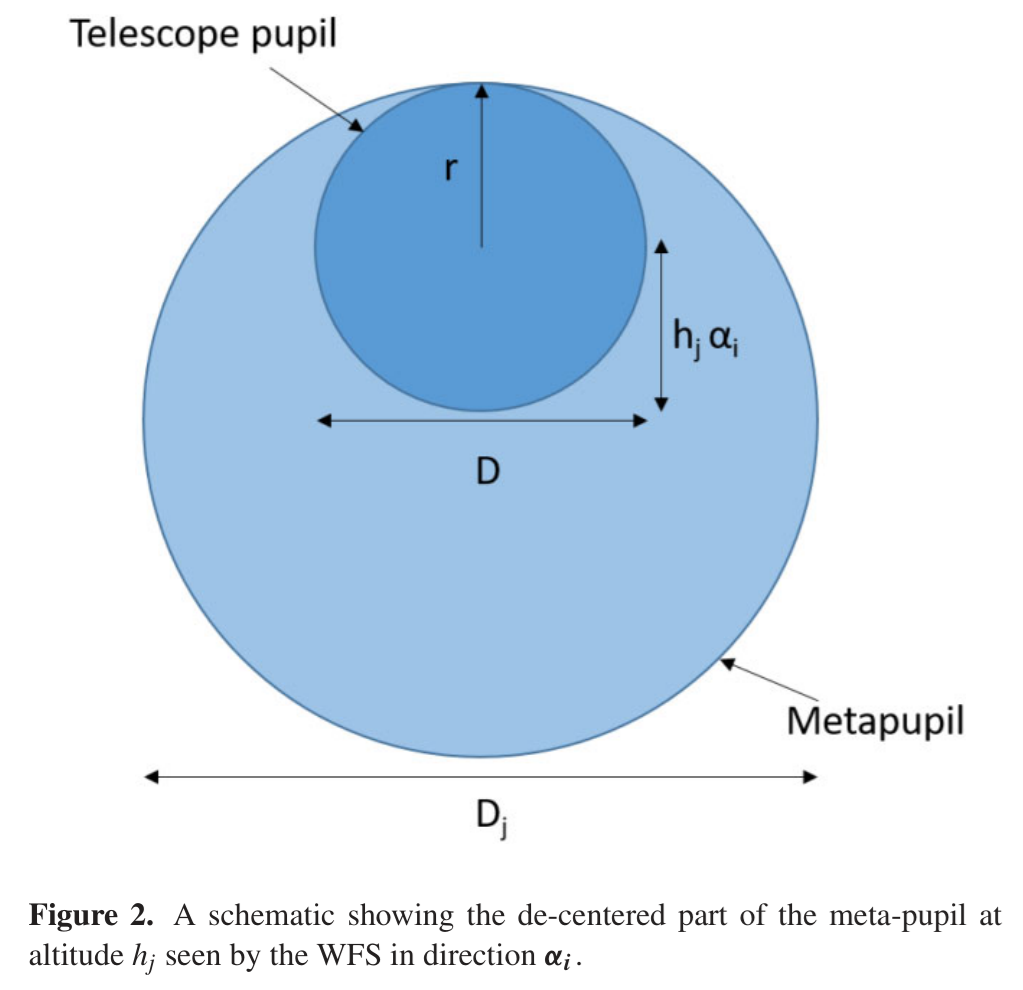 Telescope pupil
r
hⱼ αᵢ
D
Metapupil
Dⱼ
Figure 2. A schematic showing the de-centered part of the meta-pupil at
altitude hⱼ seen by the WFS in direction αᵢ.